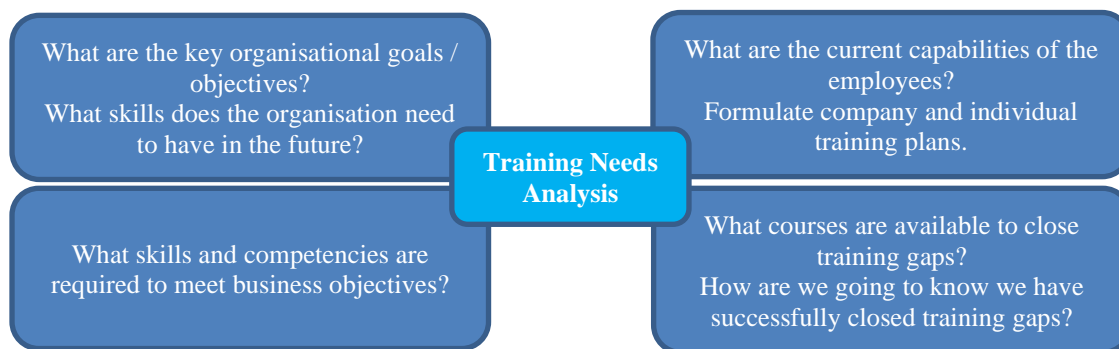 What are the key organisational goals /
objectives?
What skills does the organisation need
to have in the future?
What are the current capabilities of the
employees?
Formulate company and individual
training plans.
Training Needs
Analysis
What skills and competencies are
required to meet business objectives?
What courses are available to close
training gaps?
How are we going to know we have
successfully closed training gaps?